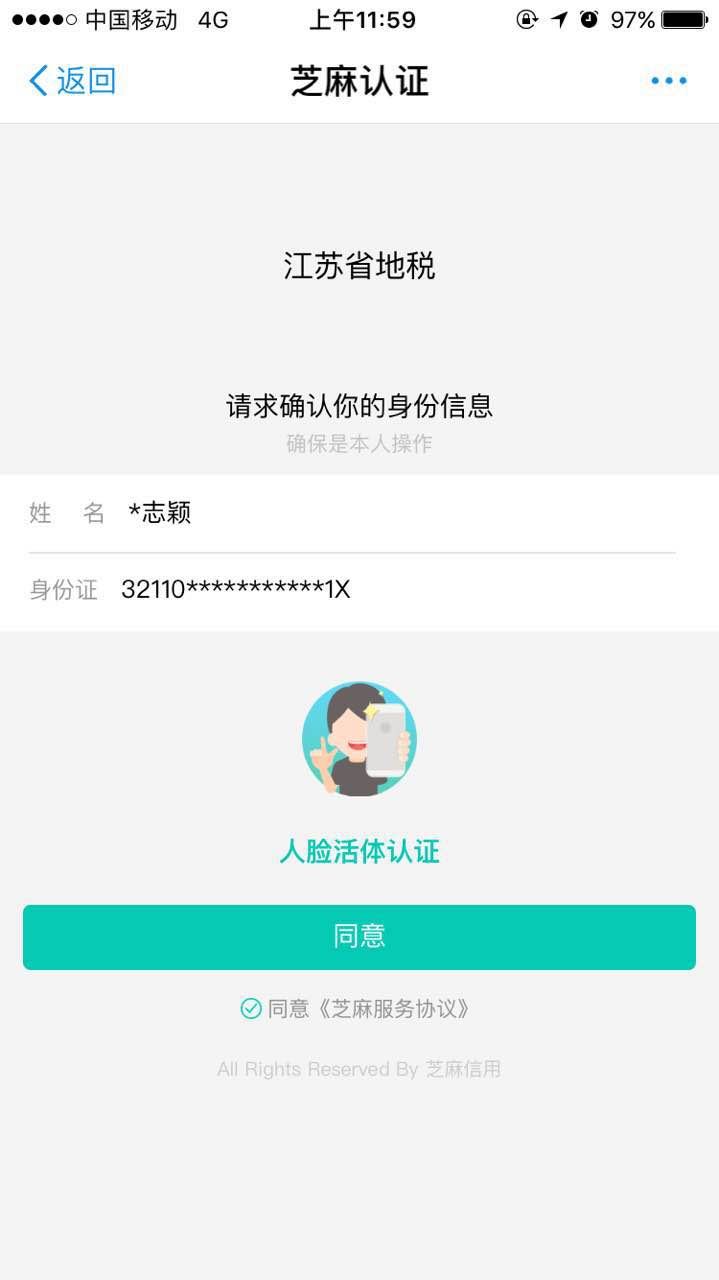 中国移动 4G 上午11:59 97%
返回 芝麻认证
江苏省地税
请求确认你的身份信息
确保是本人操作
姓 名 *志颖
身份证 32110***********1X
人脸活体认证
同意
同意《芝麻服务协议》
All Rights Reserved By 芝麻信用